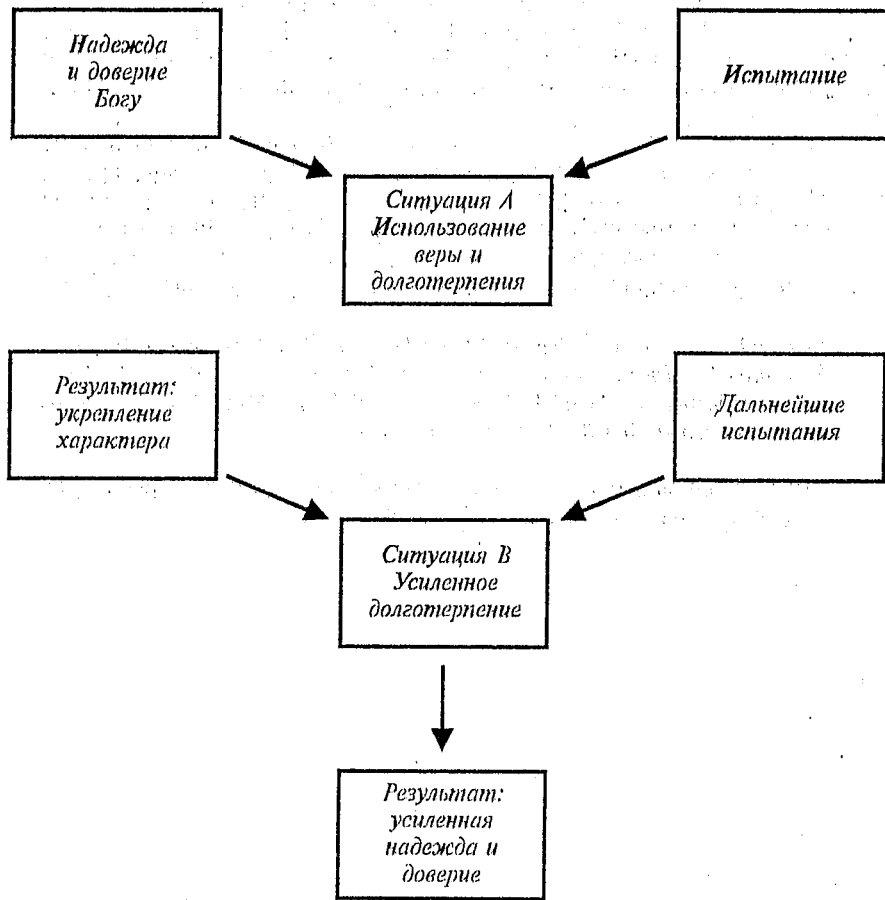 Надежда
и доверие
Богу
Испытание
Ситуация А
Использование
веры и
долготерпения
Результат:
укрепление
характера
Дальнейшие
испытания
Ситуация В
Усиленное
долготерпение
Результат:
усиленная
надежда и
доверие